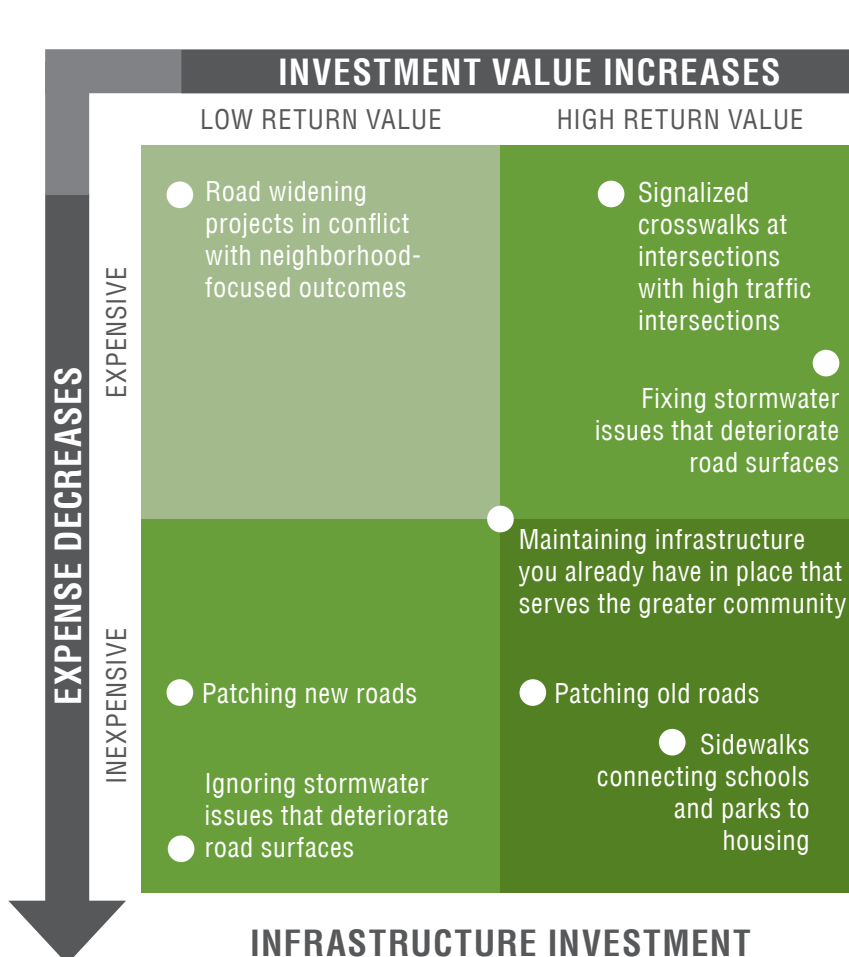 INVESTMENT VALUE INCREASES
LOW RETURN VALUE
HIGH RETURN VALUE
EXPENSE DECREASES
EXPENSIVE
INEXPENSIVE
Road widening
projects in conflict
with neighborhood-
focused outcomes
Signalized
crosswalks at
intersections
with high traffic
intersections
Fixing stormwater
issues that deteriorate
road surfaces
Maintaining infrastructure
you already have in place that
serves the greater community
Patching new roads
Patching old roads
Ignoring stormwater
issues that deteriorate
road surfaces
Sidewalks
connecting schools
and parks to
housing
INFRASTRUCTURE INVESTMENT